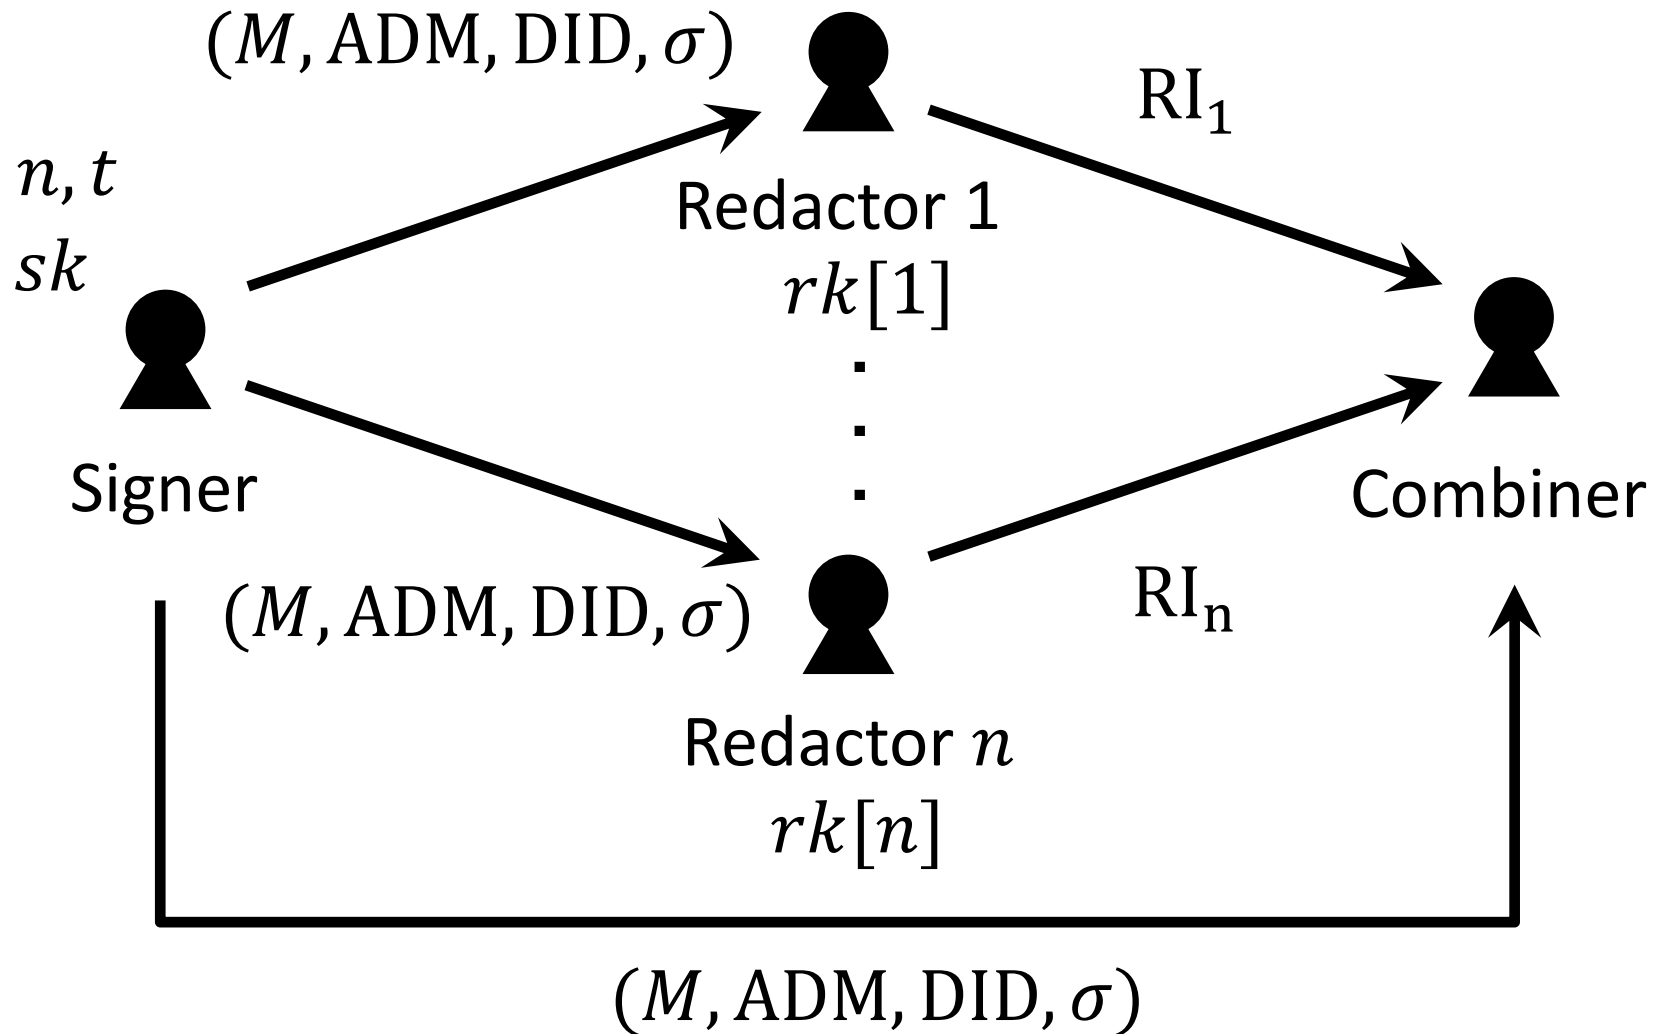 (M, ADM, DID, σ)
RI₁
n, t
sk
Redactor 1
rk[1]
Signer
Combiner
(M, ADM, DID, σ)
RIₙ
Redactor n
rk[n]
(M, ADM, DID, σ)